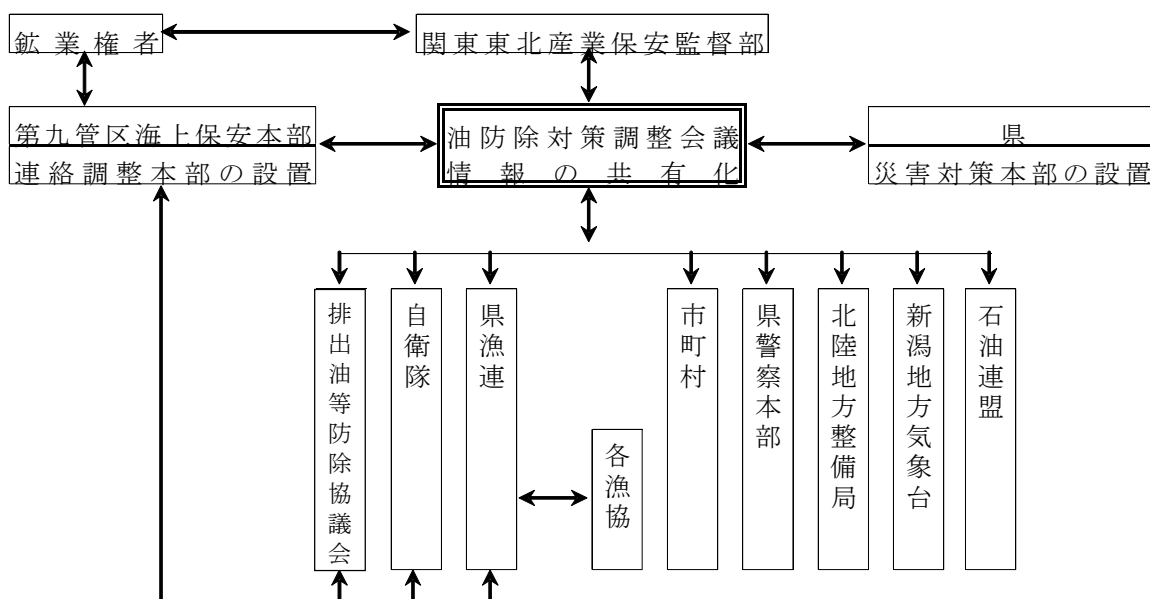 鉱業権者
関東東北産業保安監督部
第九管区海上保安本部
連絡調整本部の設置
油防除対策調整会議
情報の共有化
県
災害対策本部の設置
排出油等防除協議会
自衛隊
県漁連
各漁協
市町村
県警察本部
北陸地方整備局
新潟地方気象台
石油連盟